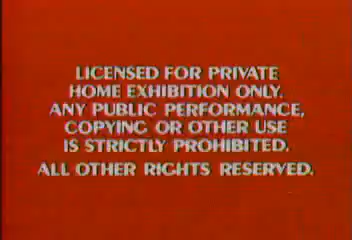 LICENSED FOR PRIVATE
HOME EXHIBITION ONLY.
ANY PUBLIC PERFORMANCE,
COPYING OR OTHER USE
IS STRICTLY PROHIBITED.
ALL OTHER RIGHTS RESERVED.